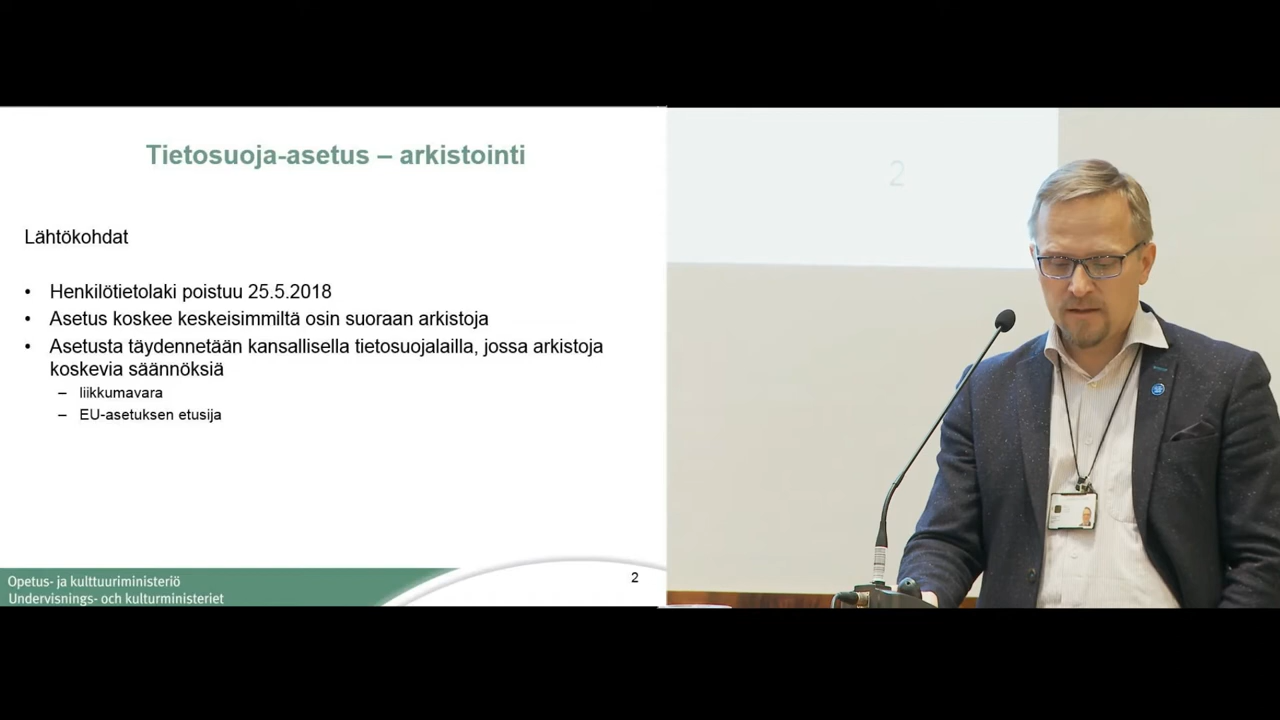 Tietosuoja-asetus – arkistointi
Lähtökohdat
• Henkilötietolaki poistuu 25.5.2018
• Asetus koskee keskeisimmiltä osin suoraan arkistoja
• Asetusta täydennetään kansallisella tietosuojalailla, jossa arkistoja
koskevia säännöksiä
– liikkumavara
– EU-asetuksen etusija
Opetus- ja kulttuuriministeriö
Undervisnings- och kulturministeriet
2
2